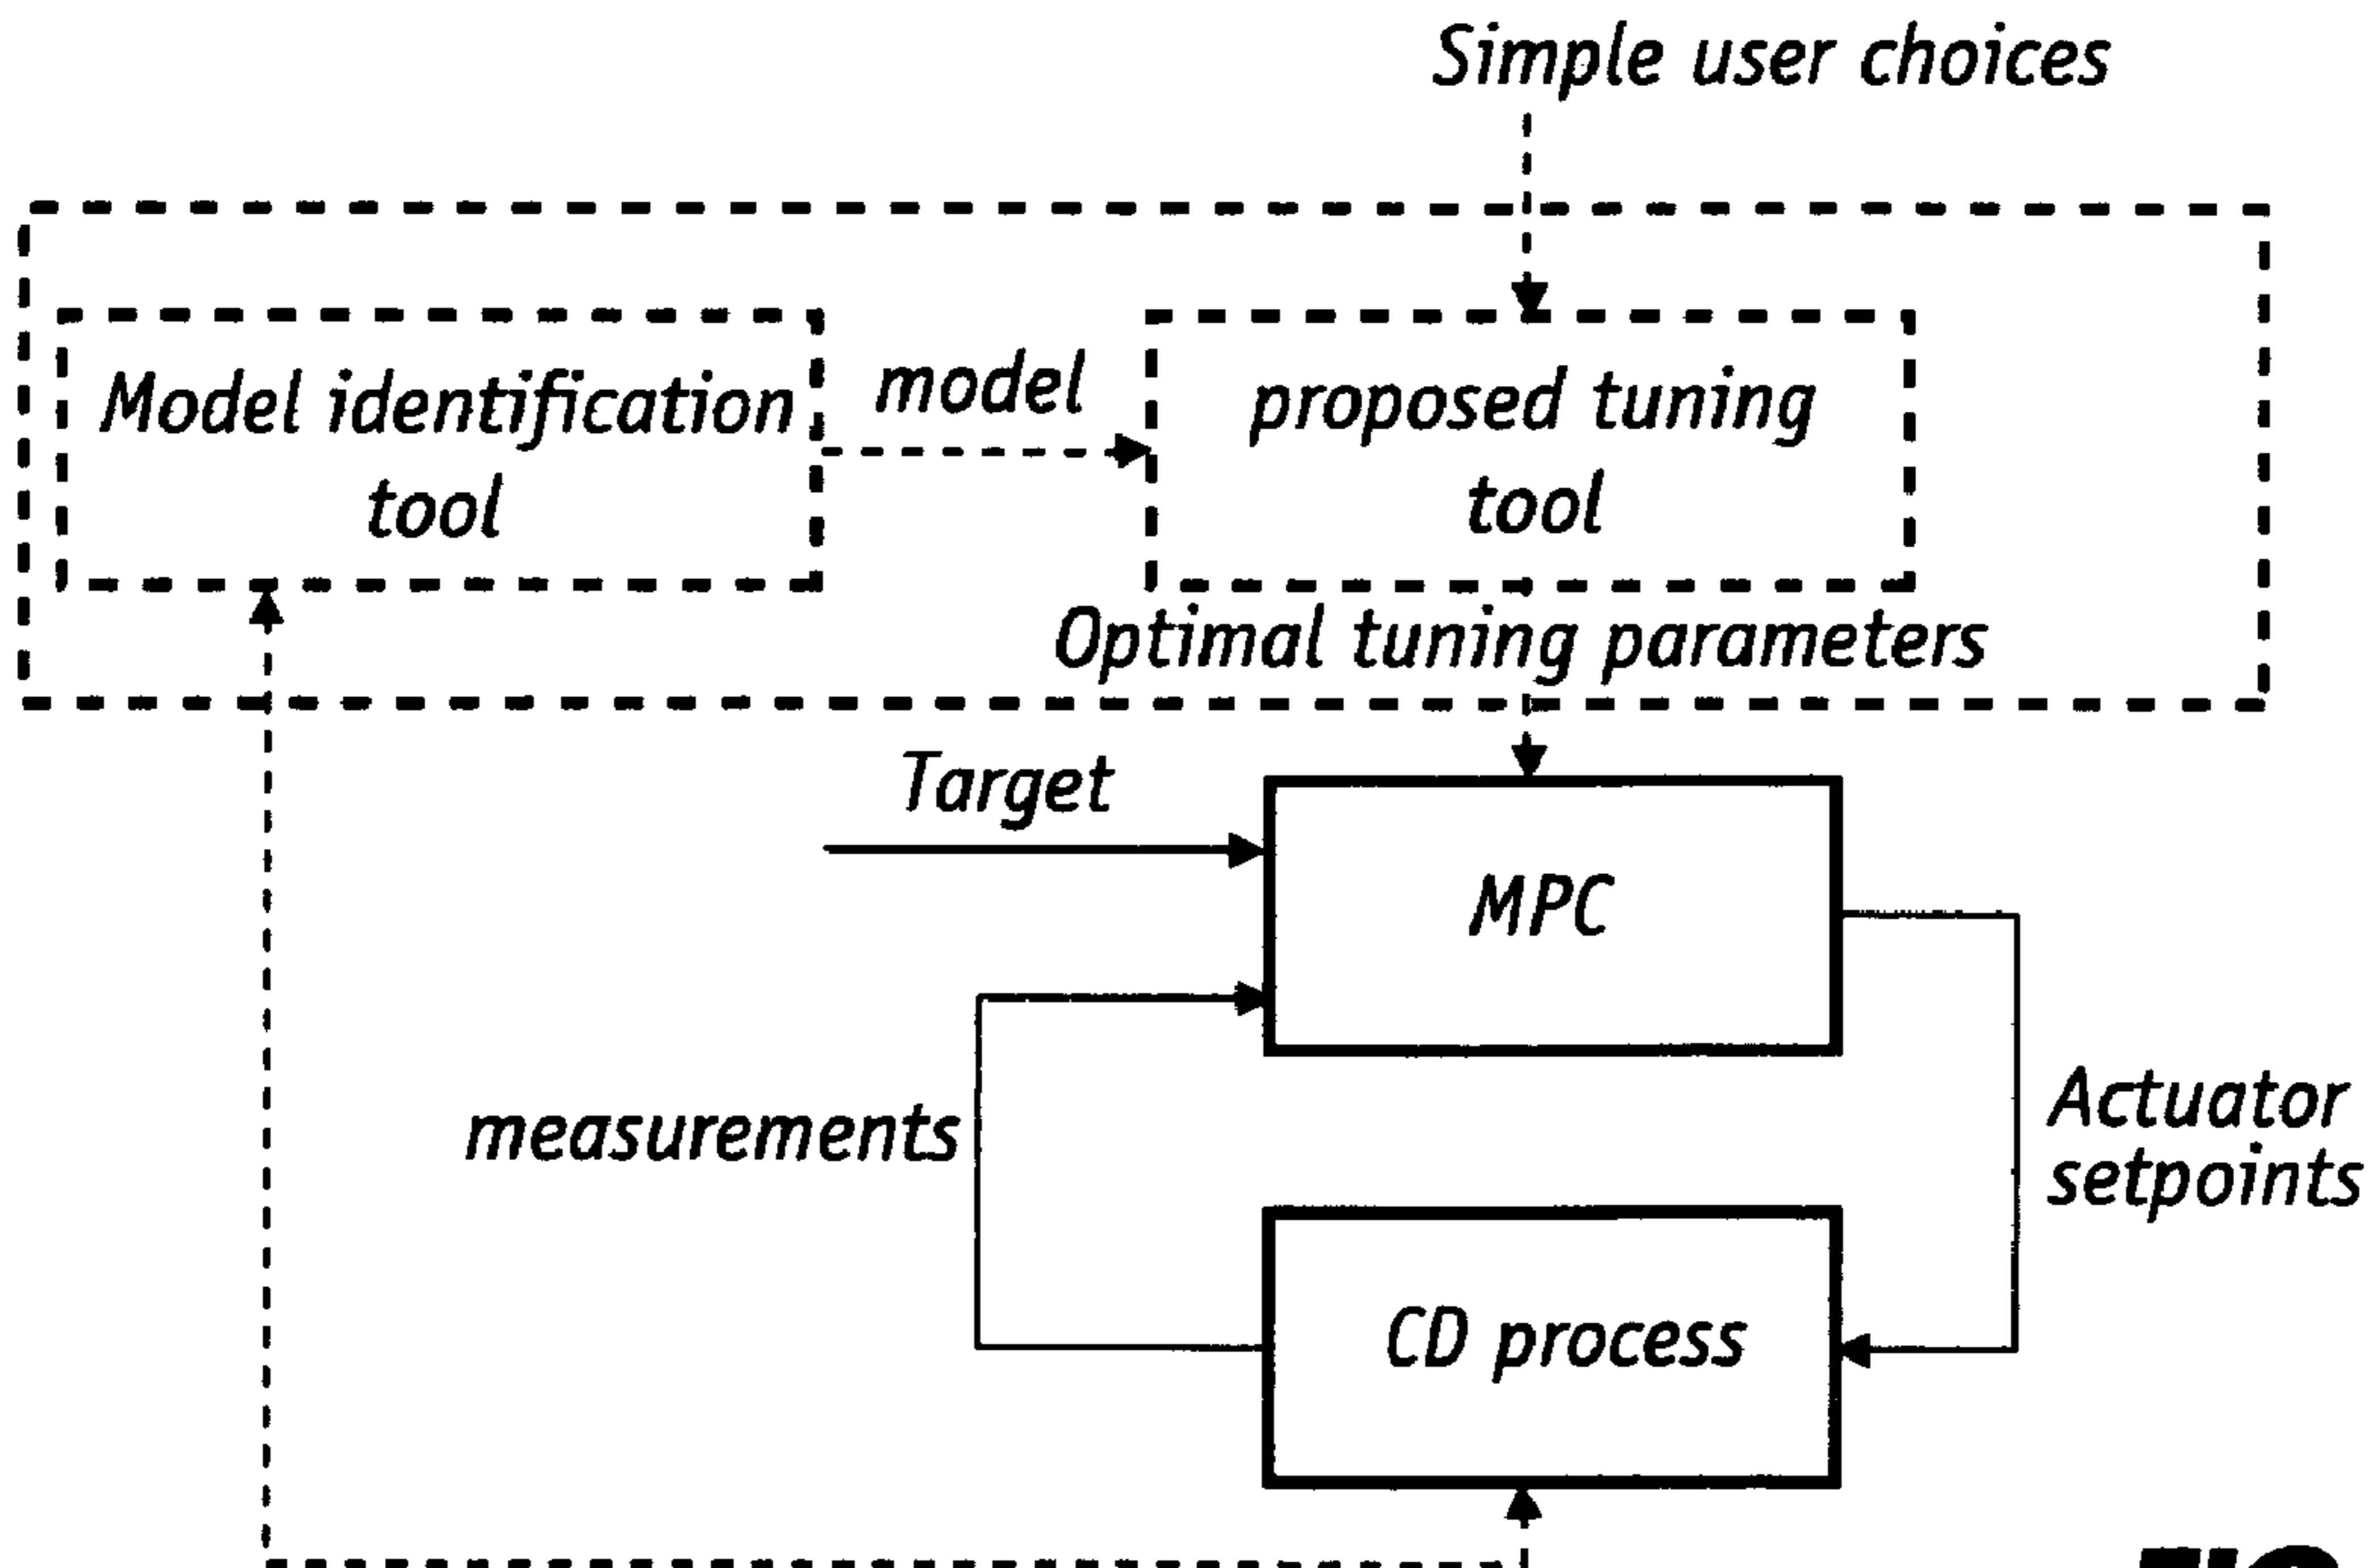 Simple user choices
Model identification
tool
model
proposed tuning
tool
Optimal tuning parameters
Target
MPC
measurements
Actuator
setpoints
CD process